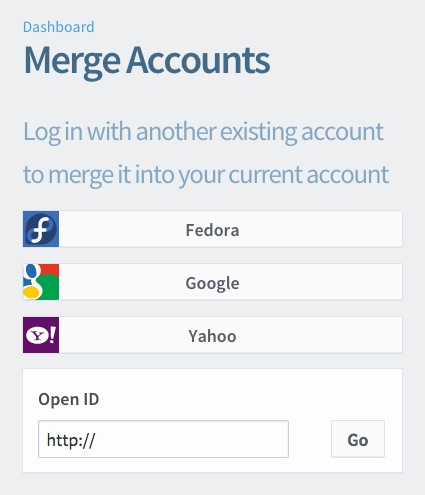 Dashboard
Merge Accounts
Log in with another existing account
to merge it into your current account
Fedora
Google
Y!
Yahoo
Open ID
http://
Go